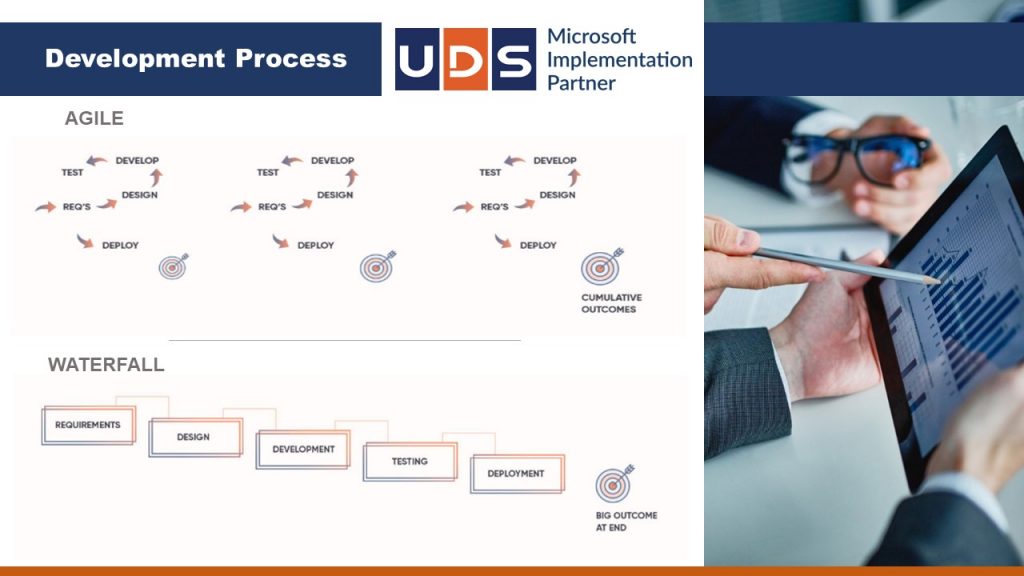 Development Process
UDS
Microsoft
Implementation
Partner
AGILE
DEVELOP
TEST
DESIGN
REQ'S
DEPLOY
DEVELOP
TEST
DESIGN
REQ'S
DEPLOY
DEVELOP
TEST
DESIGN
REQ'S
DEPLOY
CUMULATIVE
OUTCOMES
WATERFALL
REQUIREMENTS
DESIGN
DEVELOPMENT
TESTING
DEPLOYMENT
BIG OUTCOME
AT END